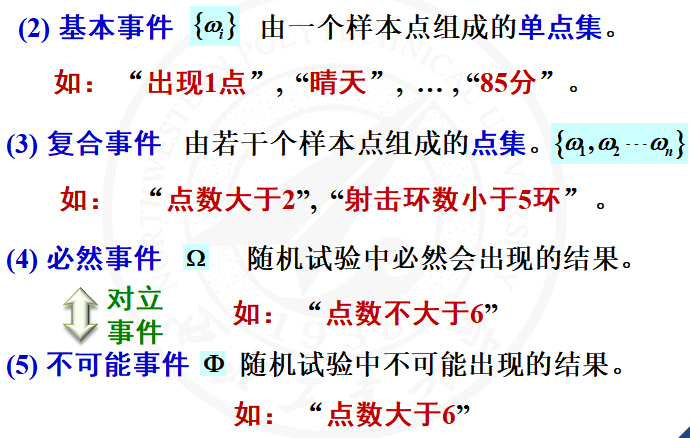 (2) 基本事件 {ωᵢ} 由一个样本点组成的单点集。
如： “出现1点”, “晴天”, … , “85分”。
(3) 复合事件 由若干个样本点组成的点集。{ω₁,ω₂⋯ωₙ}
如： “点数大于2”, “射击环数小于5环”。
(4) 必然事件 Ω 随机试验中必然会出现的结果。
对立
事件
如： “点数不大于6”
(5) 不可能事件 Φ 随机试验中不可能出现的结果。
如： “点数大于6”